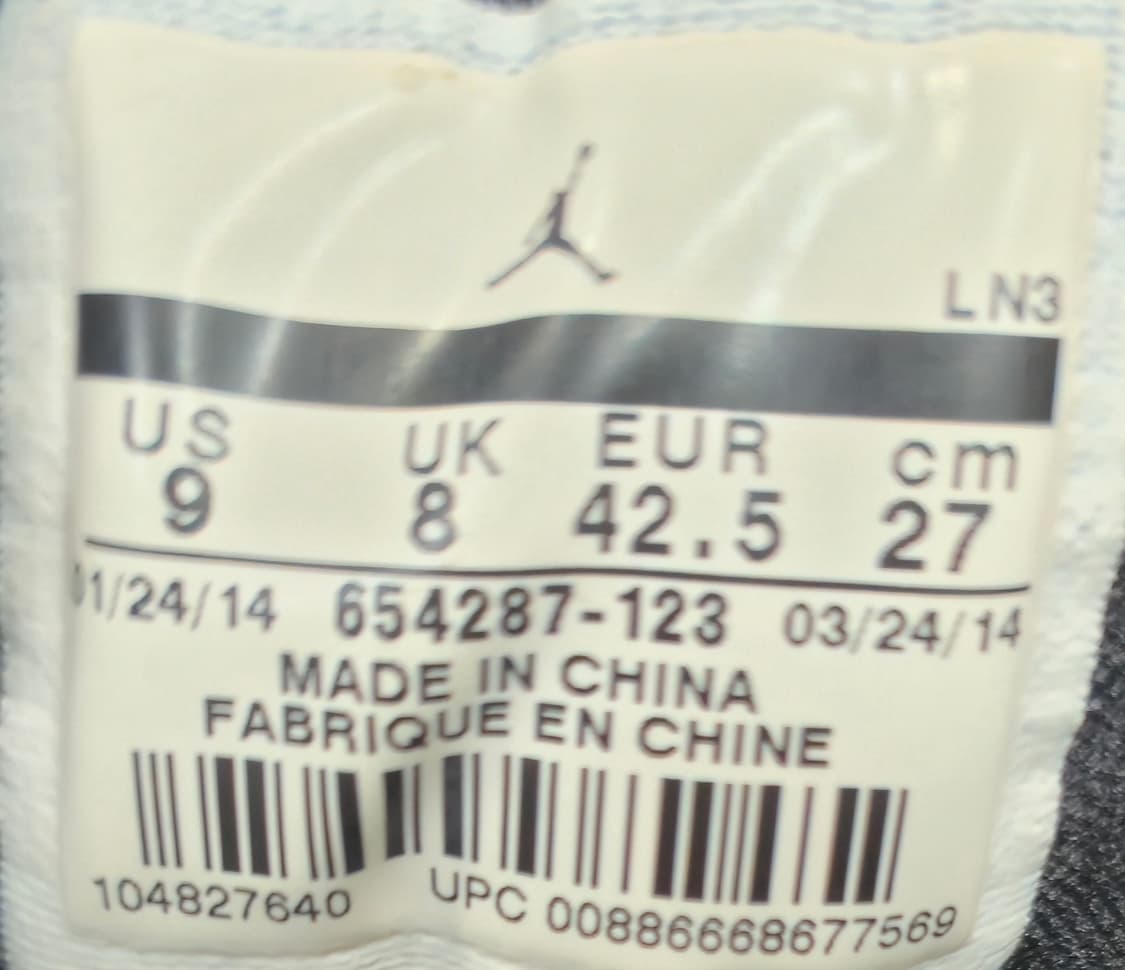 LN3
US UK EUR cm
9 8 42.5 27
01/24/14 654287-123 03/24/14
MADE IN CHINA
FABRIQUE EN CHINE
104827640 UPC 00886668677569